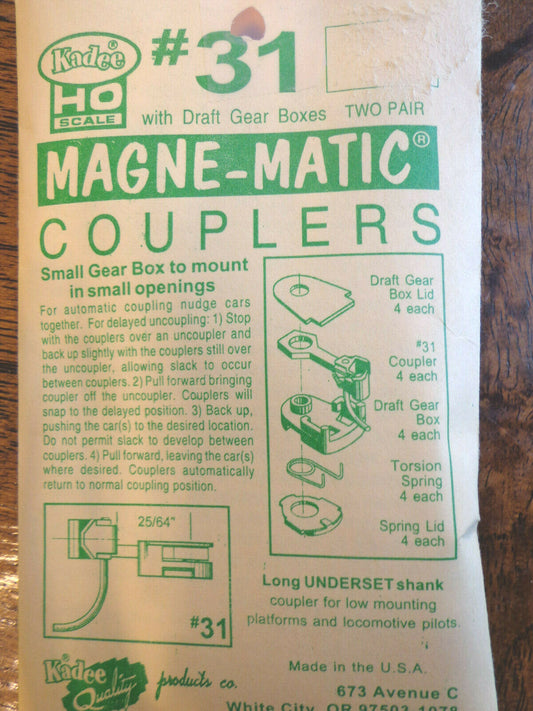 Kadee®
HO
SCALE
#31
with Draft Gear Boxes TWO PAIR
MAGNE-MATIC®
COUPLERS
Small Gear Box to mount
in small openings
For automatic coupling nudge cars
together. For delayed uncoupling: 1) Stop
with the couplers over an uncoupler and
back up slightly with the couplers still over
the uncoupler, allowing slack to occur
between couplers. 2) Pull forward bringing
coupler off the uncoupler. Couplers will
snap to the delayed position. 3) Back up,
pushing the car(s) to the desired location.
Do not permit slack to develop between
couplers. 4) Pull forward, leaving the car(s)
where desired. Couplers automatically
return to normal coupling position.
Draft Gear
Box Lid
4 each
#31
Coupler
4 each
Draft Gear
Box
4 each
Torsion
Spring
4 each
Spring Lid
4 each
25/64"
#31
Long UNDERSET shank
coupler for low mounting
platforms and locomotive pilots.
Kadee
Quality
products co.
Made in the U.S.A.
673 Avenue C
White City, OR 97503-1078